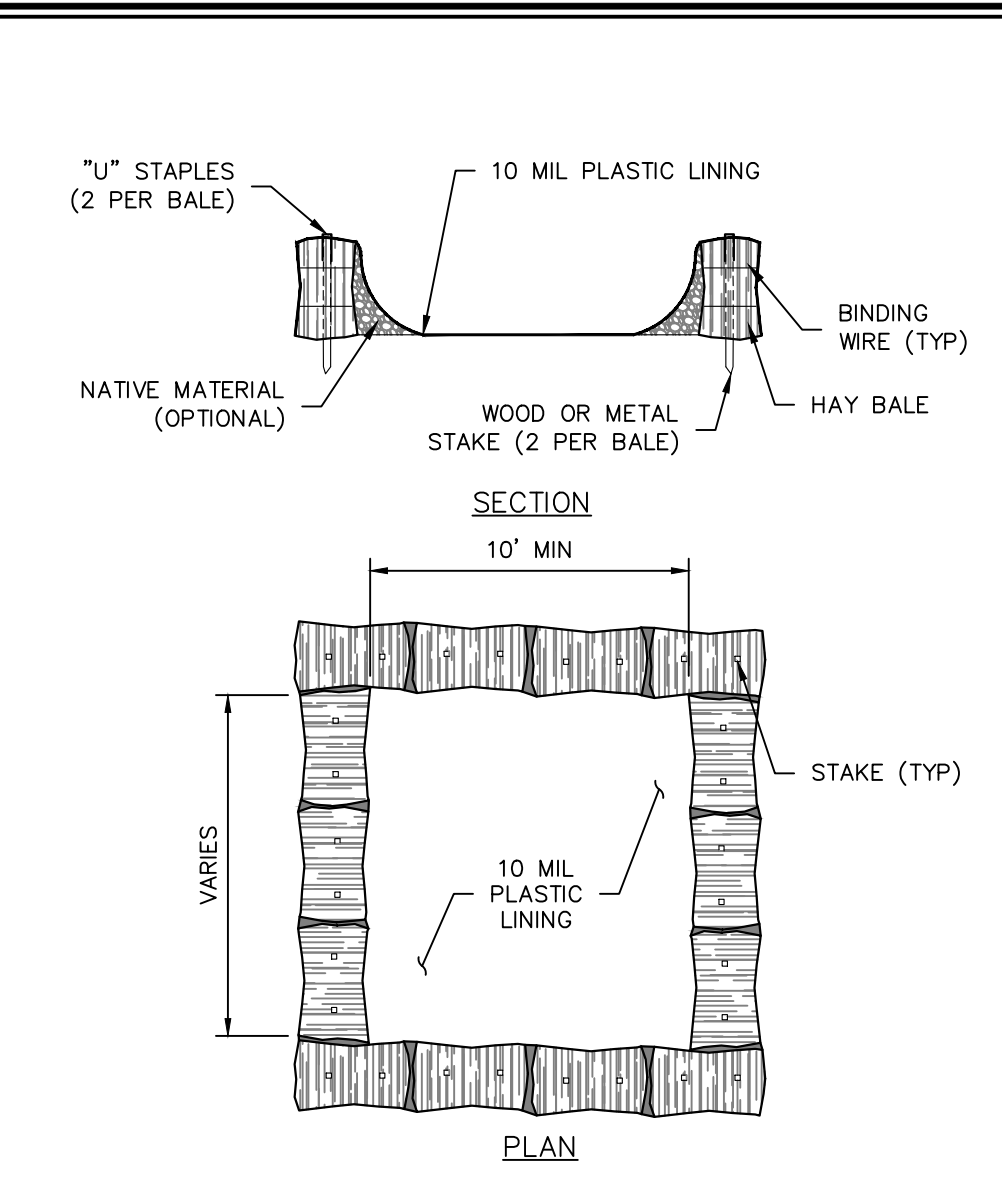 "U" STAPLES
(2 PER BALE)
10 MIL PLASTIC LINING
BINDING
WIRE (TYP)
NATIVE MATERIAL
(OPTIONAL)
WOOD OR METAL
STAKE (2 PER BALE)
HAY BALE
SECTION
10' MIN
STAKE (TYP)
VARIES
10 MIL
PLASTIC
LINING
PLAN